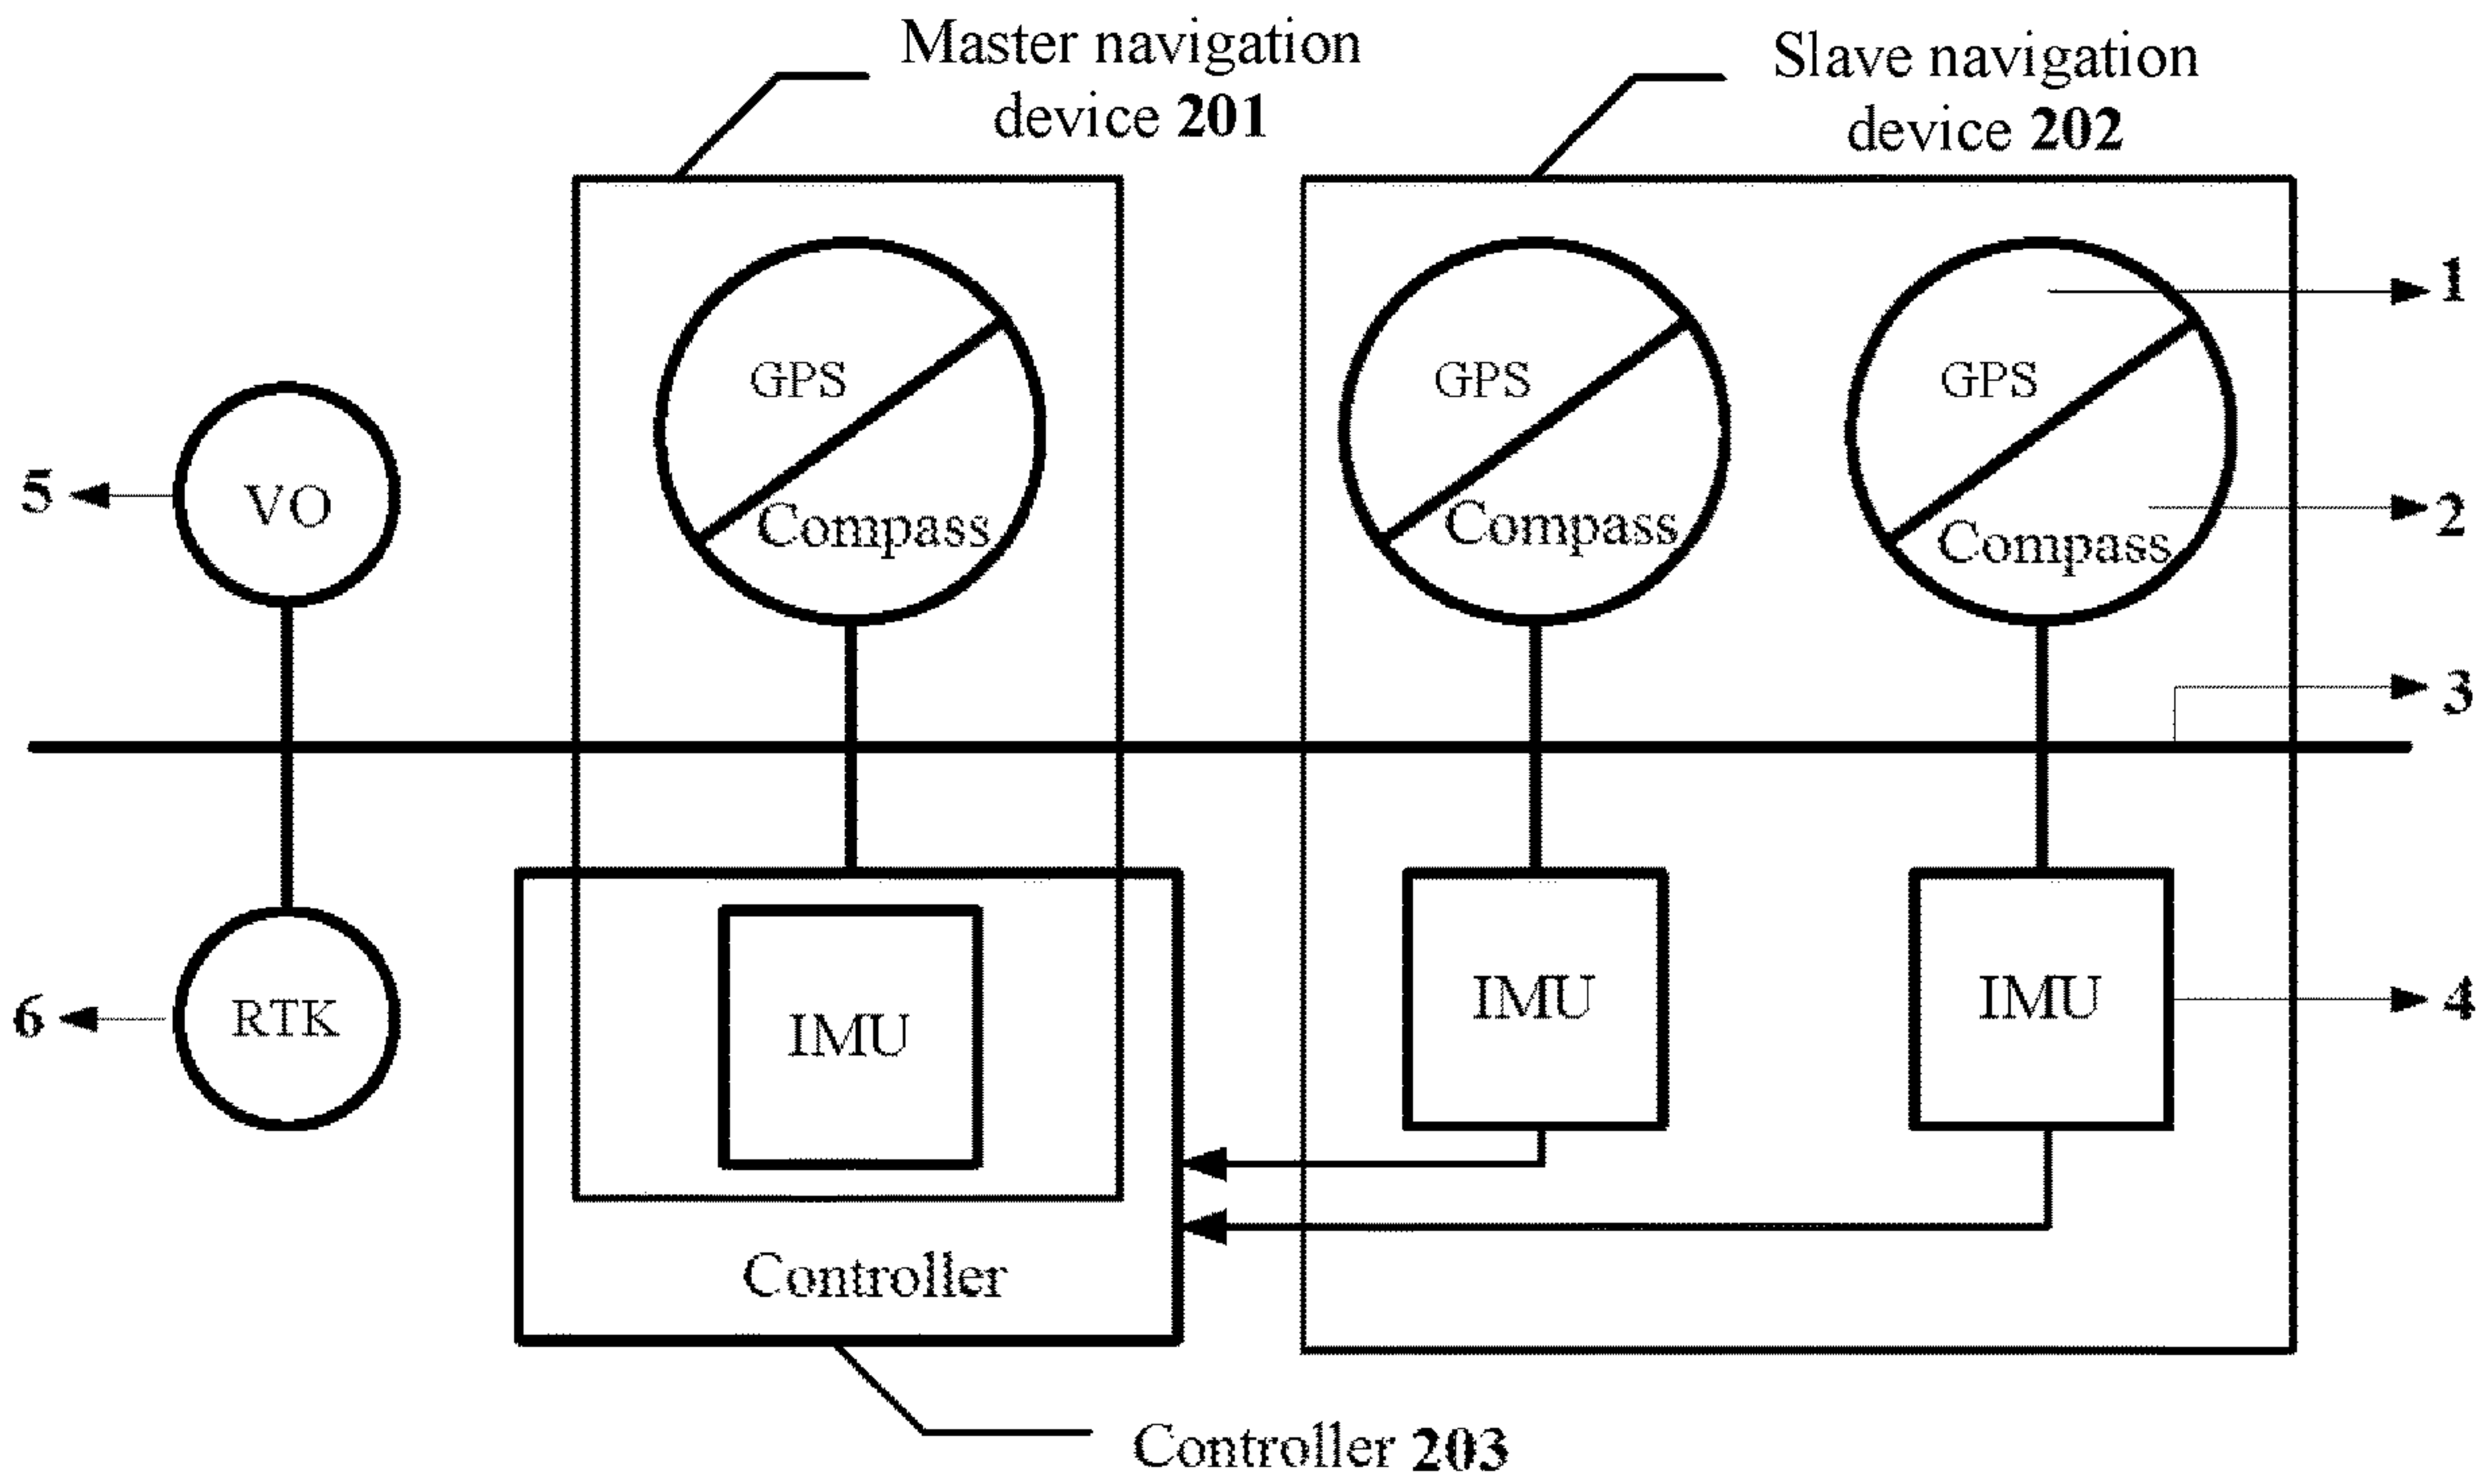 Master navigation
device 201
Slave navigation
device 202
1
GPS
GPS
GPS
5
VO
Compass
Compass
Compass
2
3
6
RTK
IMU
IMU
IMU
4
Controller
Controller 203